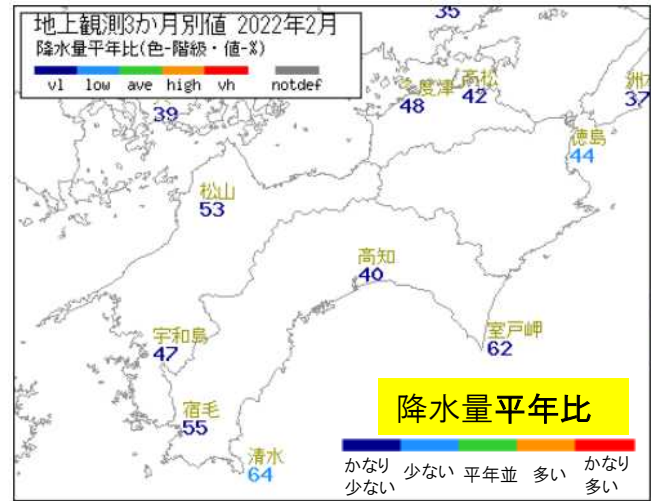 地上観測3か月別値 2022年2月
降水量平年比(色-階級・値-%)
vl low ave high vh notdef
35
39
多度津
48
高松
42
洲本
37
徳島
44
松山
53
高知
40
宇和島
47
室戸岬
62
宿毛
55
清水
64
降水量平年比
かなり少ない 少ない 平年並 多い かなり多い